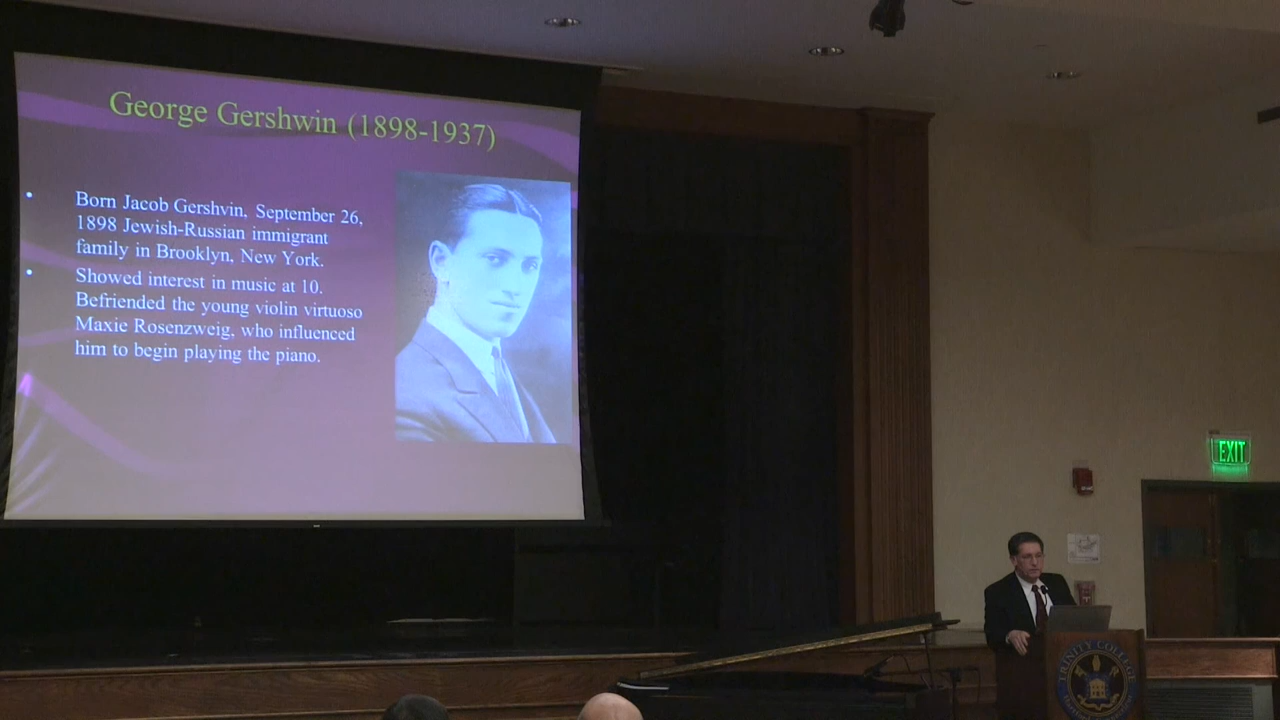 George Gershwin (1898-1937)
• Born Jacob Gershvin, September 26,
1898 Jewish-Russian immigrant
family in Brooklyn, New York.
• Showed interest in music at 10.
Befriended the young violin virtuoso
Maxie Rosenzweig, who influenced
him to begin playing the piano.
EXIT
TRINITY COLLEGE